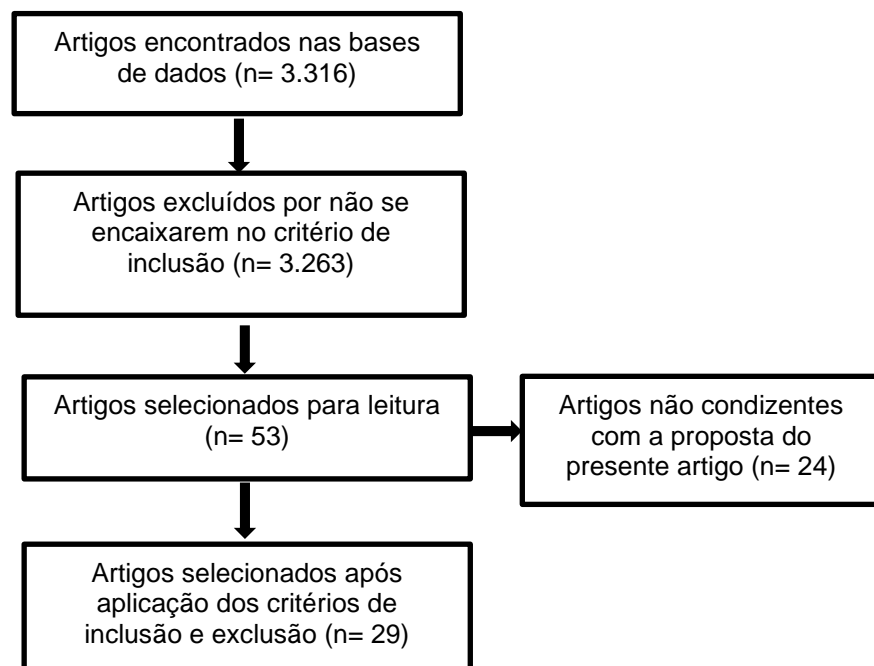 Artigos encontrados nas bases
de dados (n= 3.316)
Artigos excluídos por não se
encaixarem no critério de
inclusão (n= 3.263)
Artigos selecionados para leitura
(n= 53)
Artigos não condizentes
com a proposta do
presente artigo (n= 24)
Artigos selecionados após
aplicação dos critérios de
inclusão e exclusão (n= 29)